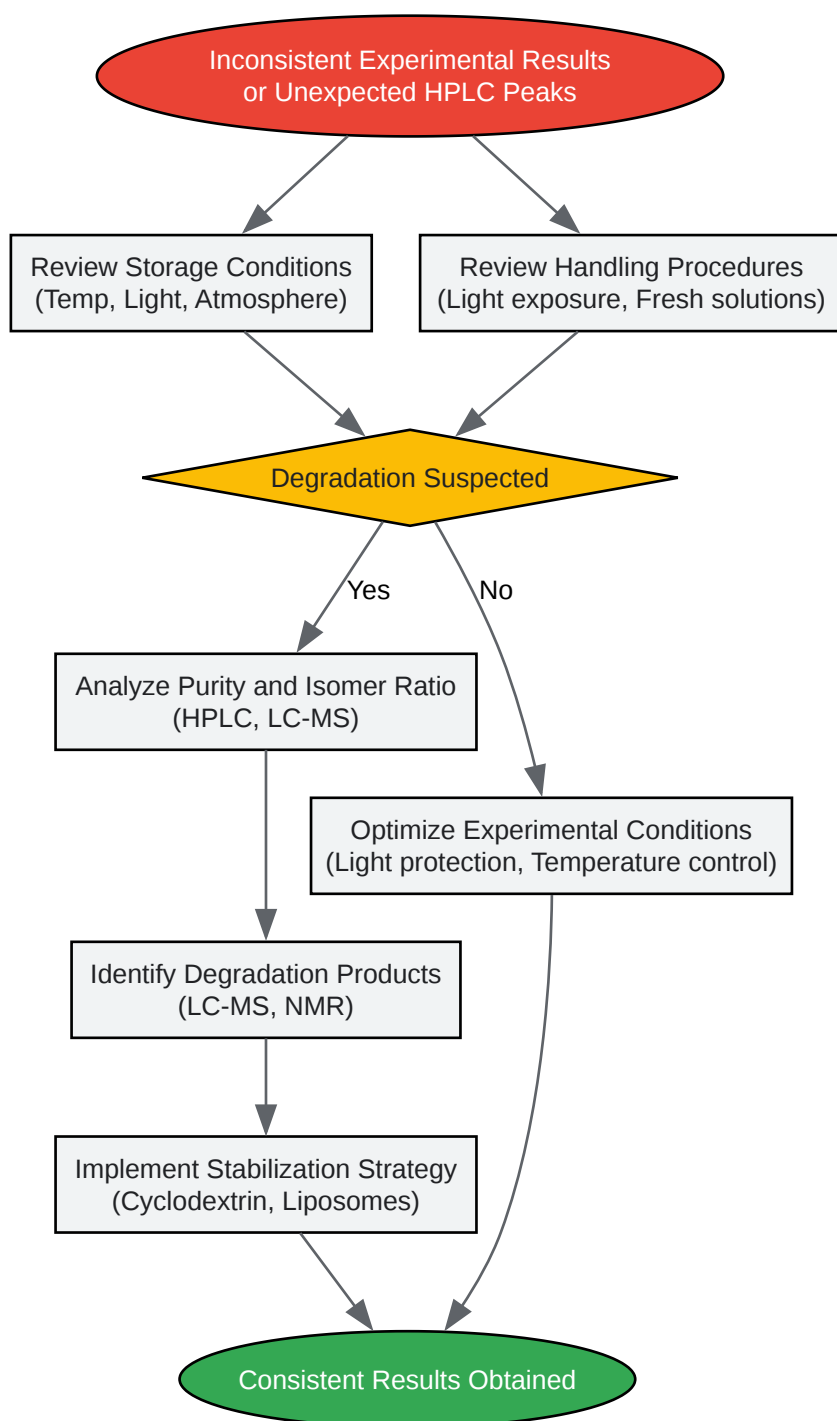 Inconsistent Experimental Results
or Unexpected HPLC Peaks
Review Storage Conditions
(Temp, Light, Atmosphere)
Review Handling Procedures
(Light exposure, Fresh solutions)
Degradation Suspected
Yes
No
Analyze Purity and Isomer Ratio
(HPLC, LC-MS)
Optimize Experimental Conditions
(Light protection, Temperature control)
Identify Degradation Products
(LC-MS, NMR)
Implement Stabilization Strategy
(Cyclodextrin, Liposomes)
Consistent Results Obtained